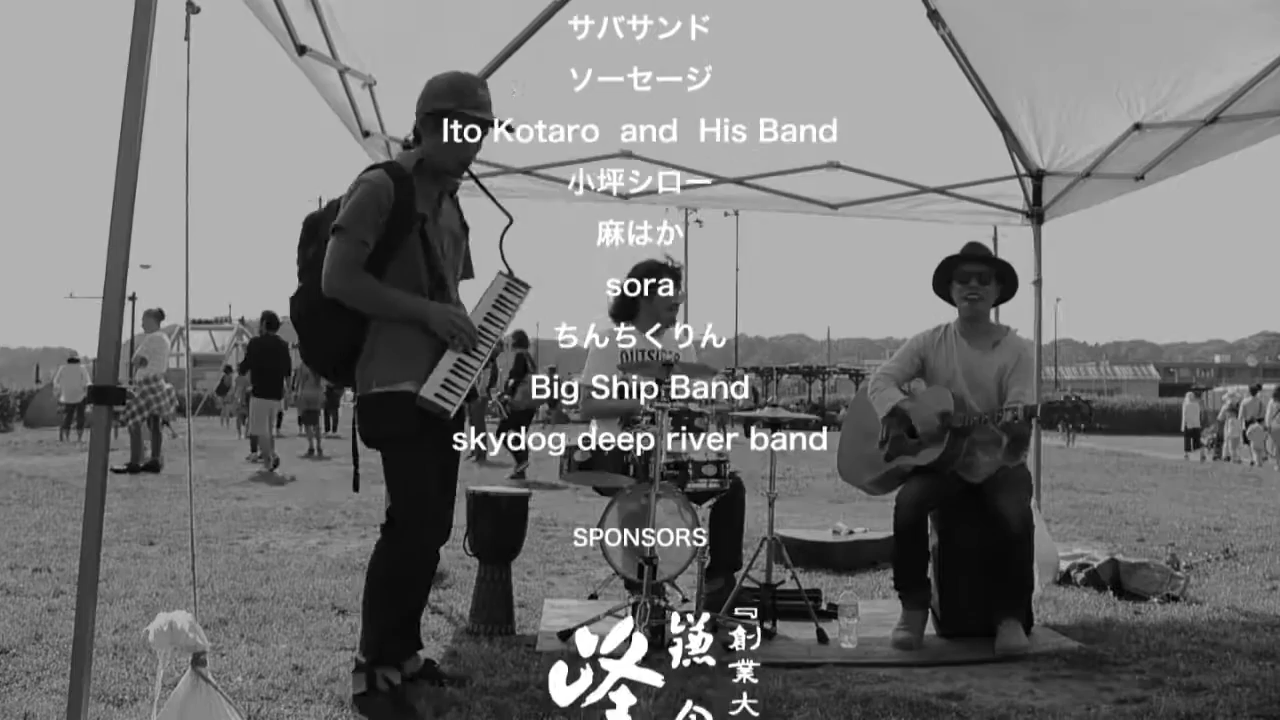 サバサンド
ソーセージ
Ito Kotaro and His Band
小坪シロー
麻はか
sora
ちんちくりん
Big Ship Band
skydog deep river band
OUTSIDER
SPONSORS
『創業大
鎌